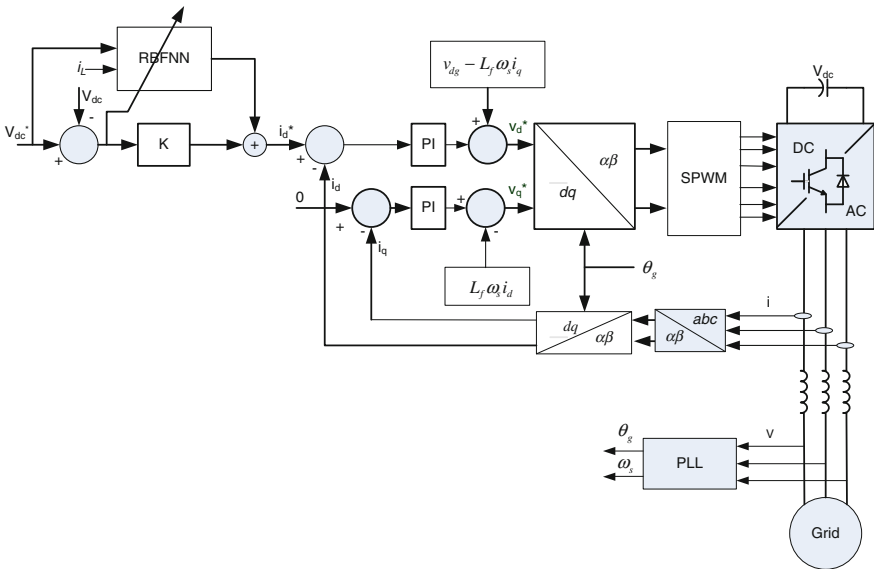 RBFNN
i_L
V_dc
-
V_dc*
+
K
+
i_d*
+
-
i_d
PI
v_dg − L_f ω_s i_q
+
v_d*
0
+
-
i_q
PI
+
-
v_q*
L_f ω_s i_d
αβ
dq
θ_g
SPWM
V_dc
DC
AC
dq
αβ
abc
αβ
i
θ_g
ω_s
PLL
v
Grid